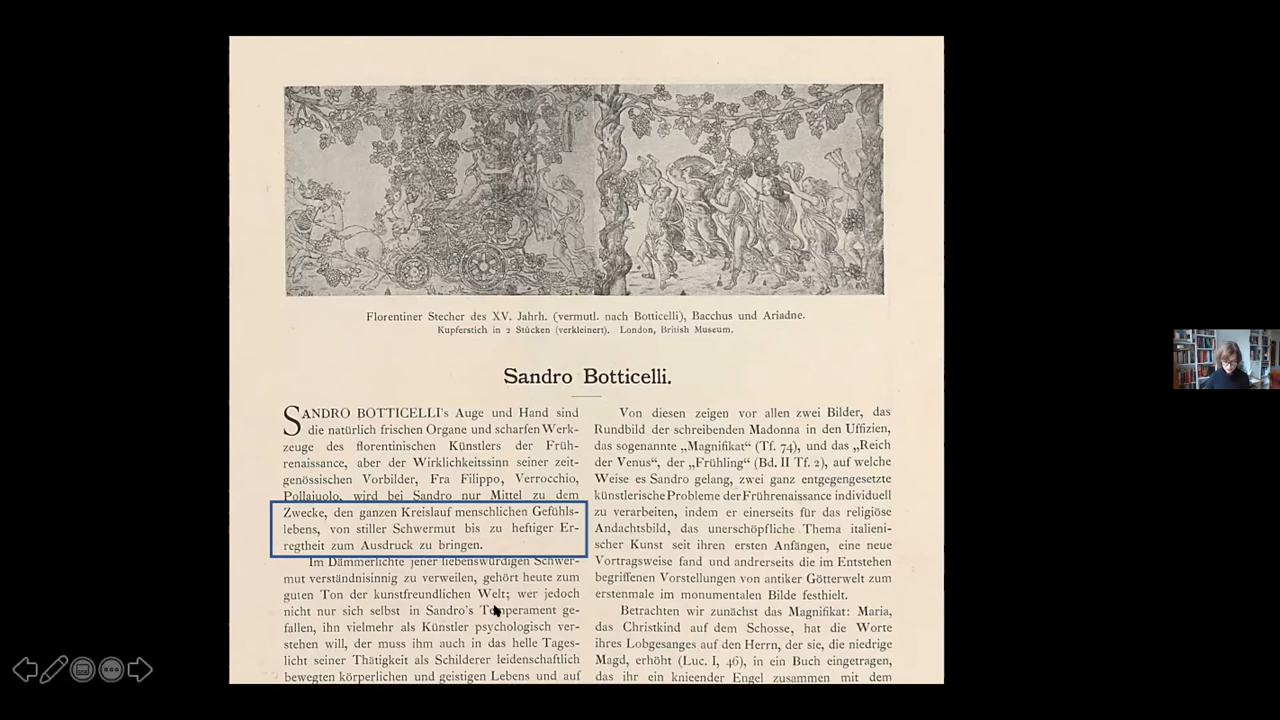 Florentiner Stecher des XV. Jahrh. (vermutl. nach Botticelli), Bacchus und Ariadne.
Kupferstich in 2 Stücken (verkleinert). London, British Museum.
Sandro Botticelli.
SANDRO BOTTICELLI's Auge und Hand sind
die natürlich frischen Organe und scharfen Werk-
zeuge des florentinischen Künstlers der Früh-
renaissance, aber der Wirklichkeitssinn seiner zeit-
genössischen Vorbilder, Fra Filippo, Verrocchio,
Pollajuolo, wird bei Sandro nur Mittel zu dem
Zwecke, den ganzen Kreislauf menschlichen Gefühls-
lebens, von stiller Schwermut bis zu heftiger Er-
regtheit zum Ausdruck zu bringen.
Im Dämmerlichte jener liebenswürdigen Schwer-
mut verständnisinnig zu verweilen, gehört heute zum
guten Ton der kunstfreundlichen Welt; wer jedoch
nicht nur sich selbst in Sandro's Temperament ge-
fallen, ihn vielmehr als Künstler psychologisch ver-
stehen will, der muss ihm auch in das helle Tages-
licht seiner Thätigkeit als Schilderer leidenschaftlich
bewegten körperlichen und geistigen Lebens und auf
Von diesen zeigen vor allen zwei Bilder, das
Rundbild der schreibenden Madonna in den Uffizien,
das sogenannte „Magnifikat“ (Tf. 74), und das „Reich
der Venus“, der „Frühling“ (Bd. II Tf. 2), auf welche
Weise es Sandro gelang, zwei ganz entgegengesetzte
künstlerische Probleme der Frührenaissance individuell
zu verarbeiten, indem er einerseits für das religiöse
Andachtsbild, das unerschöpfliche Thema italieni-
scher Kunst seit ihren ersten Anfängen, eine neue
Vortragsweise fand und andrerseits die im Entstehen
begriffenen Vorstellungen von antiker Götterwelt zum
erstenmale im monumentalen Bilde festhielt.
Betrachten wir zunächst das Magnifikat: Maria,
das Christkind auf dem Schosse, hat die Worte
ihres Lobgesanges auf den Herrn, der sie, die niedrige
Magd, erhöht (Luc. I, 46), in ein Buch eingetragen,
das ihr ein knieender Engel zusammen mit dem